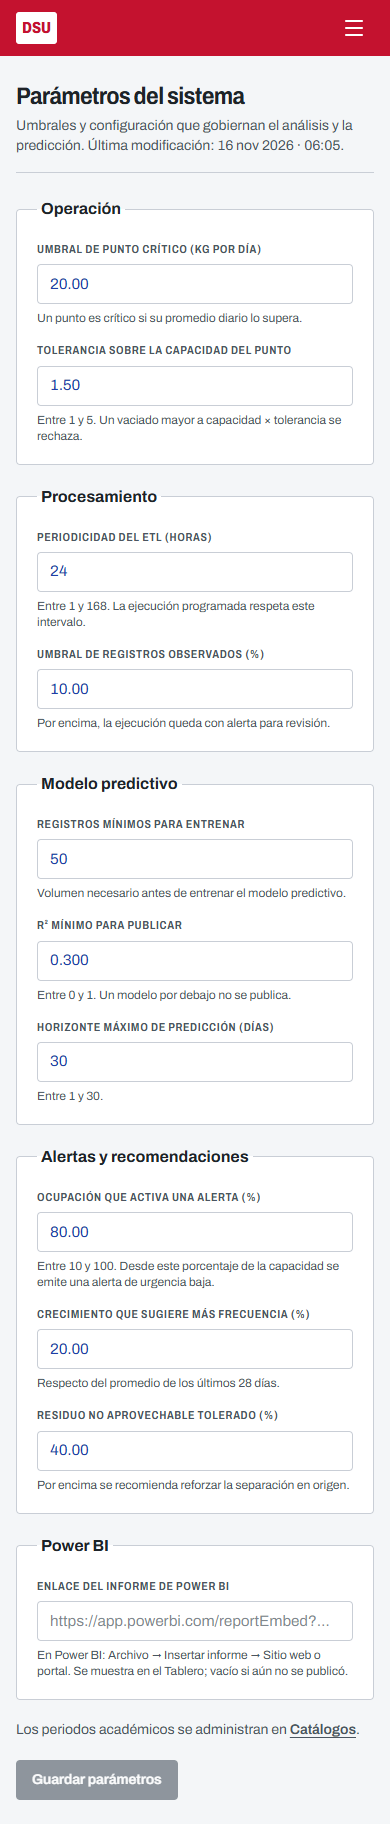 DSU
Parámetros del sistema
Umbrales y configuración que gobiernan el análisis y la
predicción. Última modificación: 16 nov 2026 · 06:05.
Operación
UMBRAL DE PUNTO CRÍTICO (KG POR DÍA)
20.00
Un punto es crítico si su promedio diario lo supera.
TOLERANCIA SOBRE LA CAPACIDAD DEL PUNTO
1.50
Entre 1 y 5. Un vaciado mayor a capacidad × tolerancia se
rechaza.
Procesamiento
PERIODICIDAD DEL ETL (HORAS)
24
Entre 1 y 168. La ejecución programada respeta este
intervalo.
UMBRAL DE REGISTROS OBSERVADOS (%)
10.00
Por encima, la ejecución queda con alerta para revisión.
Modelo predictivo
REGISTROS MÍNIMOS PARA ENTRENAR
50
Volumen necesario antes de entrenar el modelo predictivo.
R² MÍNIMO PARA PUBLICAR
0.300
Entre 0 y 1. Un modelo por debajo no se publica.
HORIZONTE MÁXIMO DE PREDICCIÓN (DÍAS)
30
Entre 1 y 30.
Alertas y recomendaciones
OCUPACIÓN QUE ACTIVA UNA ALERTA (%)
80.00
Entre 10 y 100. Desde este porcentaje de la capacidad se
emite una alerta de urgencia baja.
CRECIMIENTO QUE SUGIERE MÁS FRECUENCIA (%)
20.00
Respecto del promedio de los últimos 28 días.
RESIDUO NO APROVECHABLE TOLERADO (%)
40.00
Por encima se recomienda reforzar la separación en origen.
Power BI
ENLACE DEL INFORME DE POWER BI
https://app.powerbi.com/reportEmbed?...
En Power BI: Archivo → Insertar informe → Sitio web o
portal. Se muestra en el Tablero; vacío si aún no se publicó.
Los periodos académicos se administran en Catálogos.
Guardar parámetros